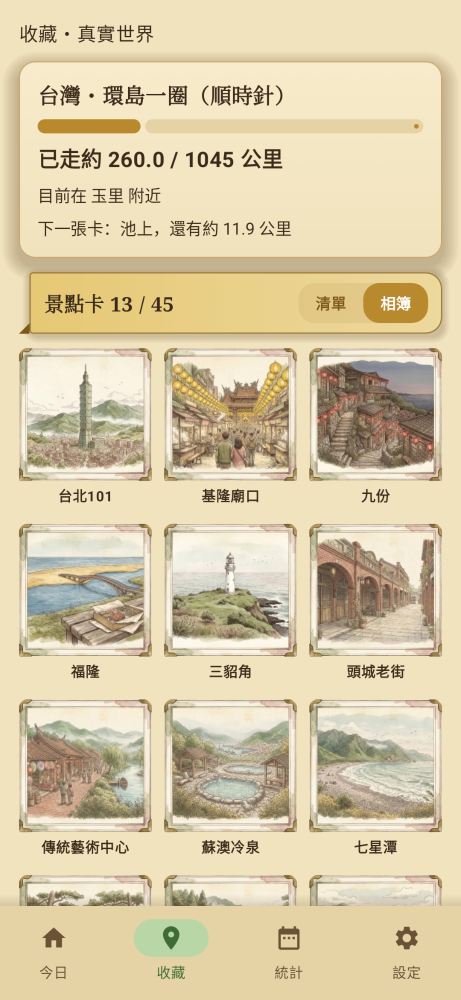 收藏・真實世界
台灣・環島一圈（順時針）
已走約 260.0 / 1045 公里
目前在 玉里 附近
下一張卡：池上，還有約 11.9 公里
景點卡 13 / 45
清單
相簿
台北101
基隆廟口
九份
福隆
三貂角
頭城老街
傳統藝術中心
蘇澳冷泉
七星潭
今日
收藏
統計
設定